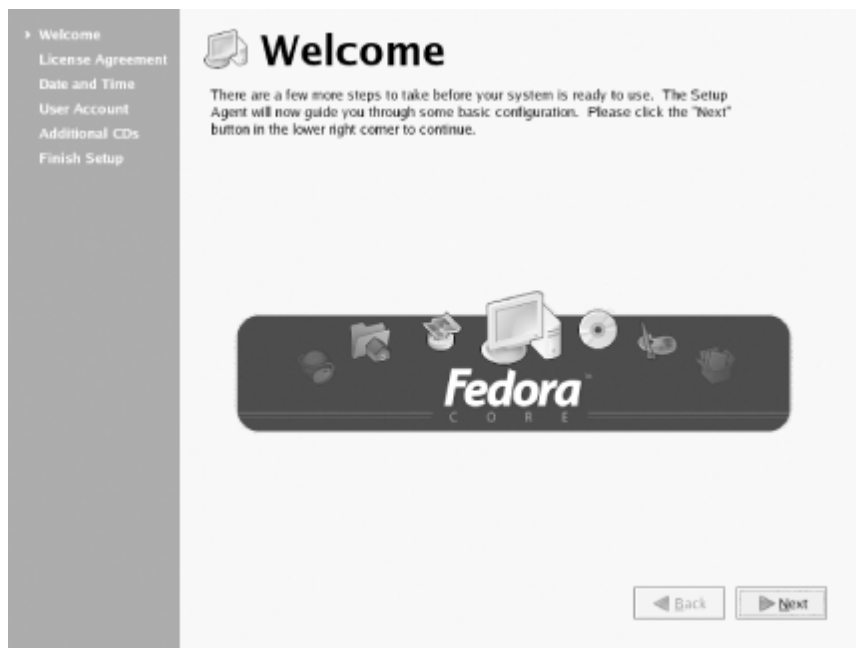 Welcome
License Agreement
Date and Time
User Account
Additional CDs
Finish Setup
Welcome
There are a few more steps to take before your system is ready to use. The Setup
Agent will now guide you through some basic configuration. Please click the "Next"
button in the lower right corner to continue.
Fedora™
CORE
Back
Next